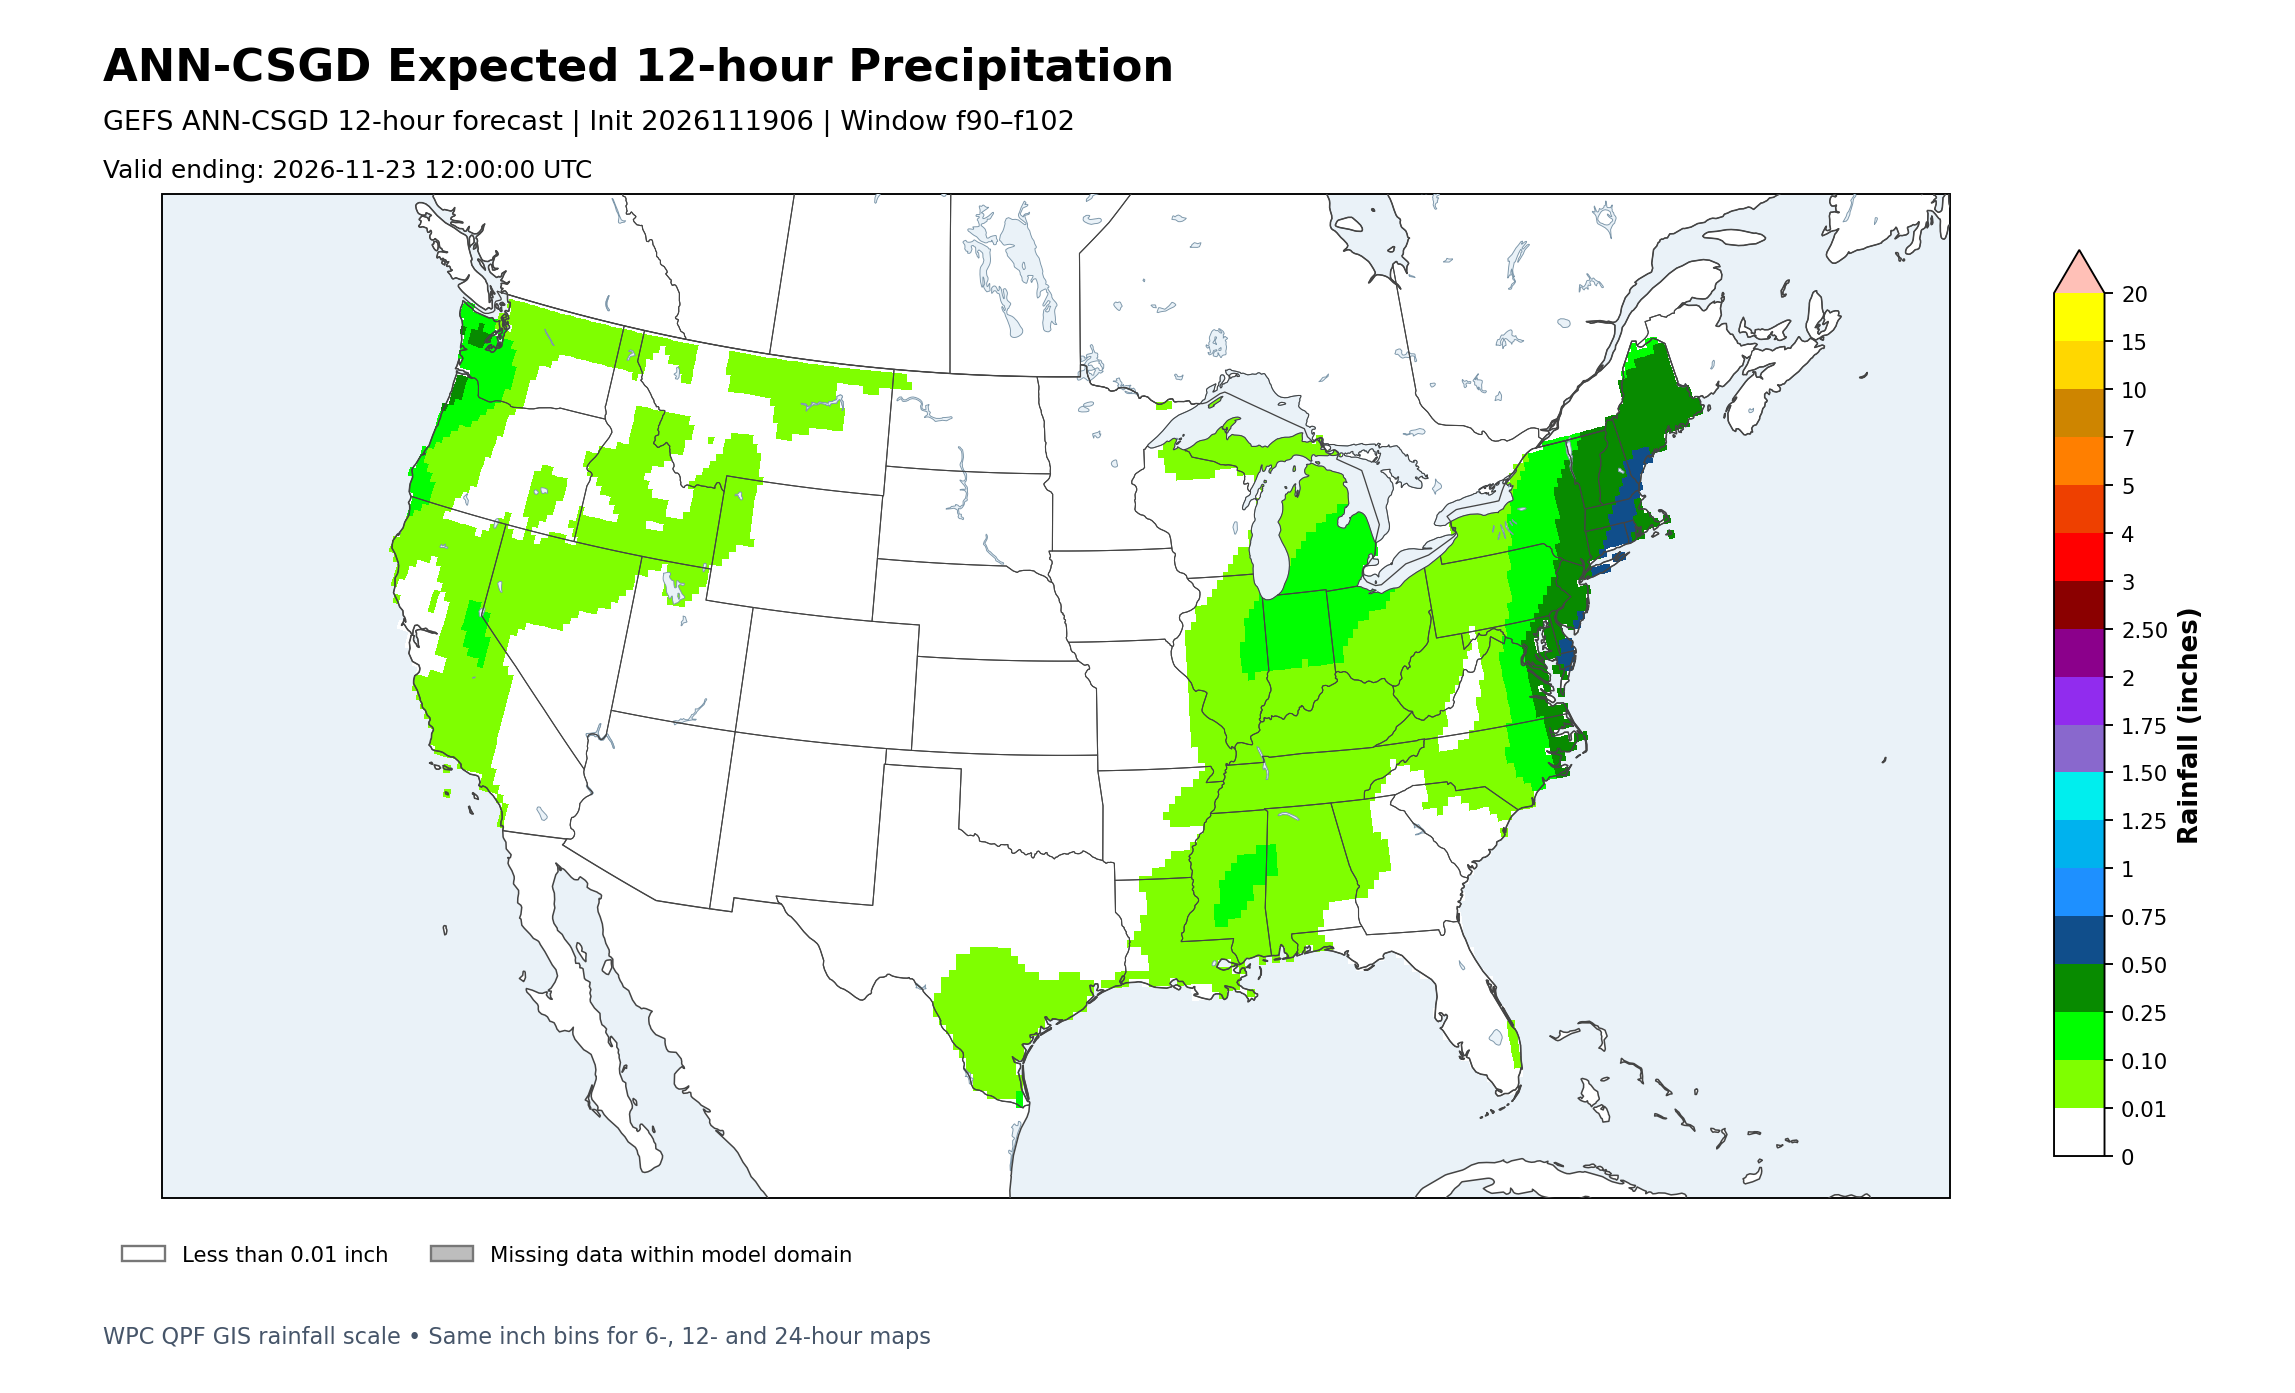 ANN-CSGD Expected 12-hour Precipitation
GEFS ANN-CSGD 12-hour forecast | Init 2026111906 | Window f90–f102
Valid ending: 2026-11-23 12:00:00 UTC
20
15
10
7
5
4
3
2.50
2
1.75
1.50
1.25
1
0.75
0.50
0.25
0.10
0.01
0
Rainfall (inches)
Less than 0.01 inch
Missing data within model domain
WPC QPF GIS rainfall scale • Same inch bins for 6-, 12- and 24-hour maps